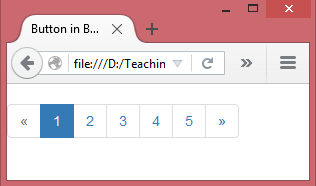 Button in B...
file:///D:/Teachin
« 1 2 3 4 5 »